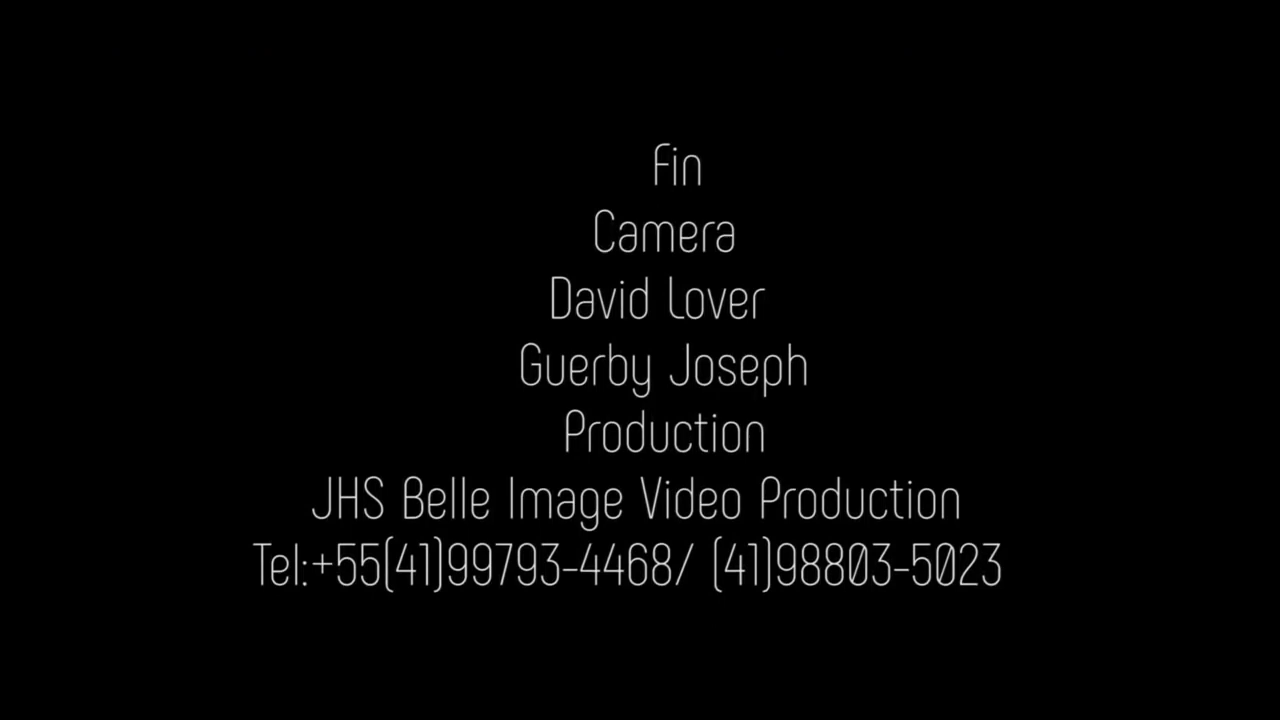 Fin
Camera
David Lover
Guerby Joseph
Production
JHS Belle Image Video Production
Tel:+55(41)99793-4468/ (41)98803-5023